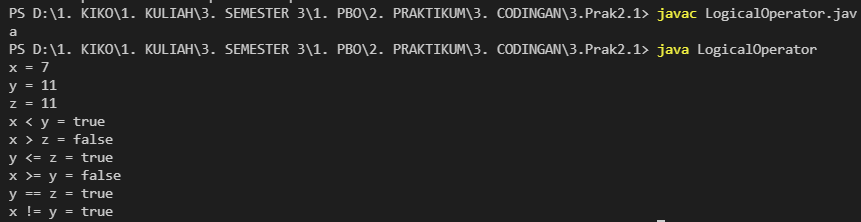 PS D:\1. KIKO\1. KULIAH\3. SEMESTER 3\1. PBO\2. PRAKTIKUM\3. CODINGAN\3.Prak2.1> javac LogicalOperator.jav
a
PS D:\1. KIKO\1. KULIAH\3. SEMESTER 3\1. PBO\2. PRAKTIKUM\3. CODINGAN\3.Prak2.1> java LogicalOperator
x = 7
y = 11
z = 11
x < y = true
x > z = false
y <= z = true
x >= y = false
y == z = true
x != y = true